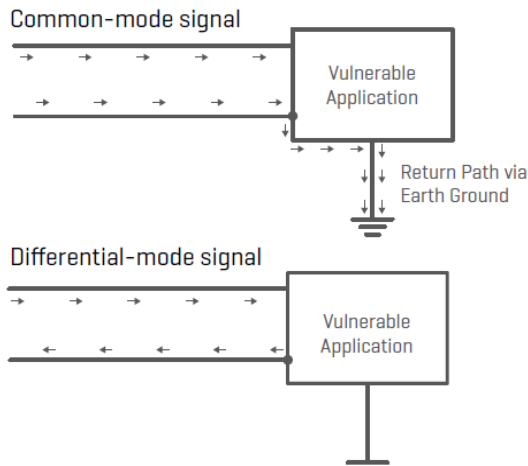 Common-mode signal
Vulnerable
Application
Return Path via
Earth Ground
Differential-mode signal
Vulnerable
Application